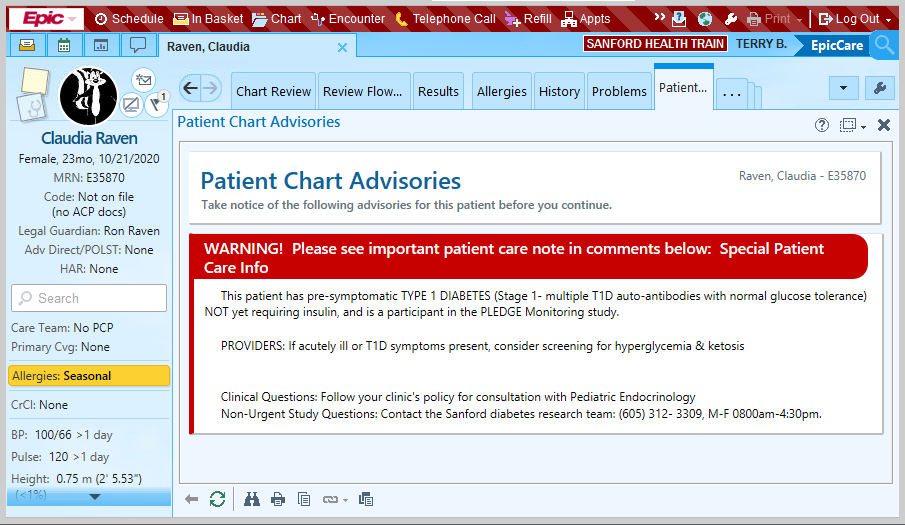 Epic Schedule In Basket Chart Encounter Telephone Call Refill Appts » Print Log Out
Raven, Claudia SANFORD HEALTH TRAIN TERRY B. EpicCare
1
Chart Review Review Flow... Results Allergies History Problems Patient... ...
Claudia Raven
Female, 23mo, 10/21/2020
MRN: E35870
Code: Not on file
(no ACP docs)
Legal Guardian: Ron Raven
Adv Direct/POLST: None
HAR: None
Search
Care Team: No PCP
Primary Cvg: None
Allergies: Seasonal
CrCl: None
BP: 100/66 >1 day
Pulse: 120 >1 day
Height: 0.75 m (2' 5.53")
(<1%)
Patient Chart Advisories
Patient Chart Advisories Raven, Claudia - E35870
Take notice of the following advisories for this patient before you continue.
WARNING! Please see important patient care note in comments below: Special Patient
Care Info
This patient has pre-symptomatic TYPE 1 DIABETES (Stage 1- multiple T1D auto-antibodies with normal glucose tolerance)
NOT yet requiring insulin, and is a participant in the PLEDGE Monitoring study.
PROVIDERS: If acutely ill or T1D symptoms present, consider screening for hyperglycemia & ketosis
Clinical Questions: Follow your clinic's policy for consultation with Pediatric Endocrinology
Non-Urgent Study Questions: Contact the Sanford diabetes research team: (605) 312- 3309, M-F 0800am-4:30pm.